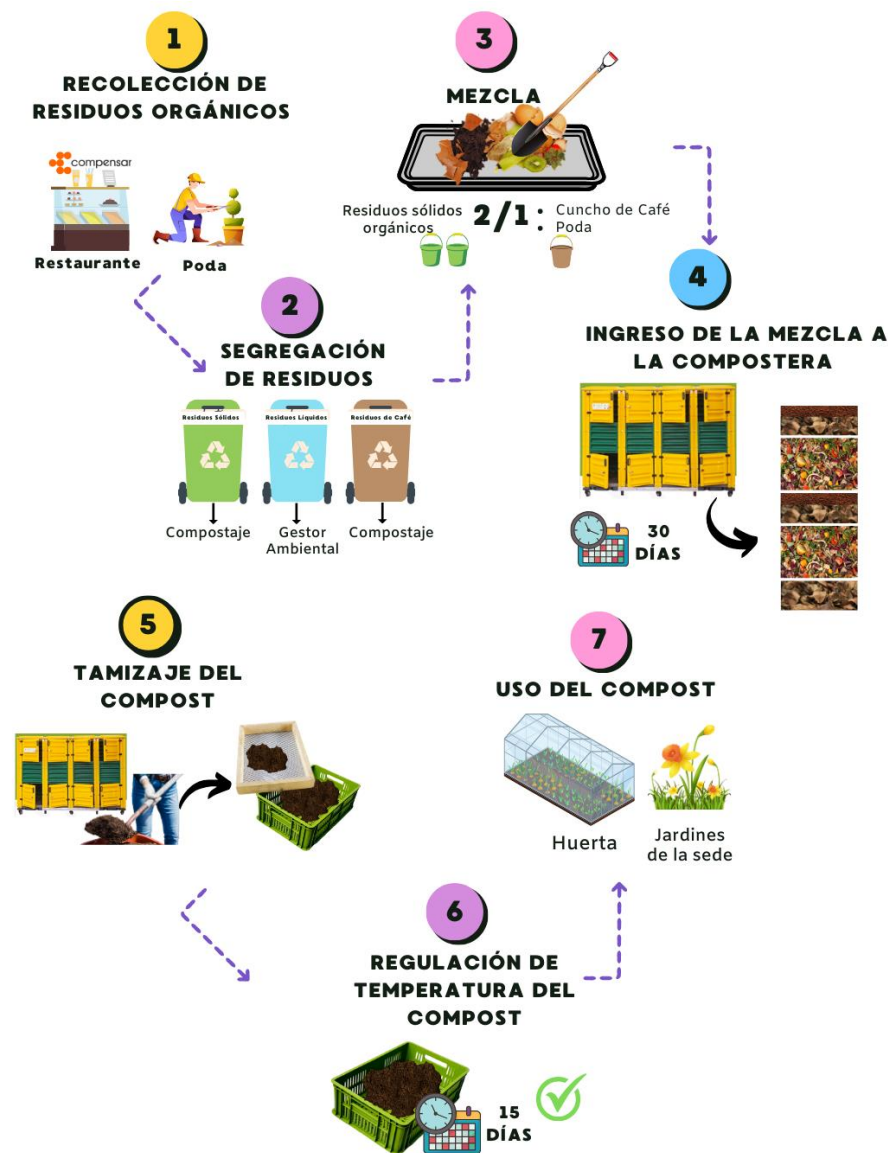 1
RECOLECCIÓN DE
RESIDUOS ORGÁNICOS
compensar
Restaurante
Poda
2
SEGREGACIÓN
DE RESIDUOS
Residuos Sólidos
Residuos Líquidos
Residuos de Café
Compostaje
Gestor
Ambiental
Compostaje
3
MEZCLA
Residuos sólidos
orgánicos
2/1
• Cuncho de Café
• Poda
4
INGRESO DE LA MEZCLA A
LA COMPOSTERA
30
DÍAS
5
TAMIZAJE DEL
COMPOST
6
REGULACIÓN DE
TEMPERATURA DEL
COMPOST
15
DÍAS
7
USO DEL COMPOST
Huerta
Jardines
de la sede